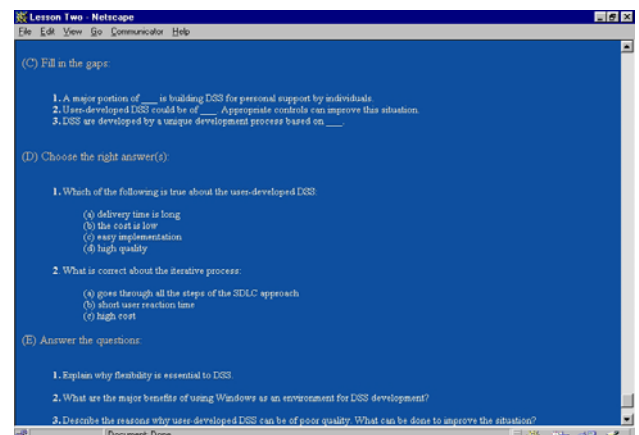 Lesson Two - Netscape
File Edit View Go Communicator Help
(C) Fill in the gaps:
1. A major portion of ___ is building DSS for personal support by individuals.
2. User-developed DSS could be of ___. Appropriate controls can improve this situation.
3. DSS are developed by a unique development process based on ___.
(D) Choose the right answer(s):
1. Which of the following is true about the user-developed DSS:
(a) delivery time is long
(b) the cost is low
(c) easy implementation
(d) high quality
2. What is correct about the iterative process:
(a) goes through all the steps of the SDLC approach
(b) short user reaction time
(c) high cost
(E) Answer the questions:
1. Explain why flexibility is essential to DSS.
2. What are the major benefits of using Windows as an environment for DSS development?
3. Describe the reasons why user-developed DSS can be of poor quality. What can be done to improve the situation?
Document: Done